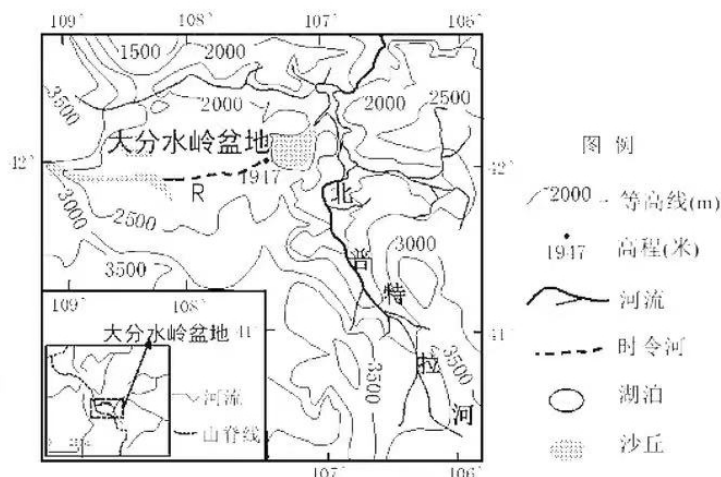 109° 108° 107° 106°
1500 2000
3500 2000 2000 2500
大分水岭盆地
42° 1947 42°
R 北
3000 2500
普 3000
3500 特
109° 108° 41° 41°
大分水岭盆地
3500 拉 3500
河流
山脊线
河
107° 106°
图 例
2000 等高线(m)
1947 高程(米)
河流
时令河
湖泊
沙丘